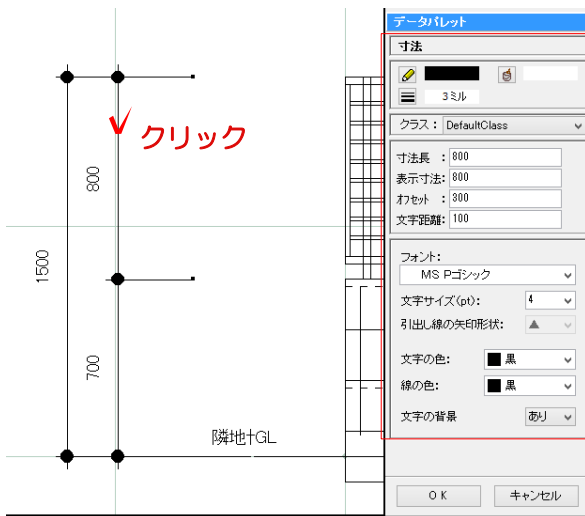 データパレット
寸法
3ミル
クラス： DefaultClass
寸法長 ： 800
表示寸法： 800
オフセット ： 300
文字距離： 100
フォント：
MS Pゴシック
文字サイズ(pt)： 4
引出し線の矢印形状：
文字の色： 黒
線の色： 黒
文字の背景 あり
OK キャンセル
クリック
800
1500
700
隣地†GL